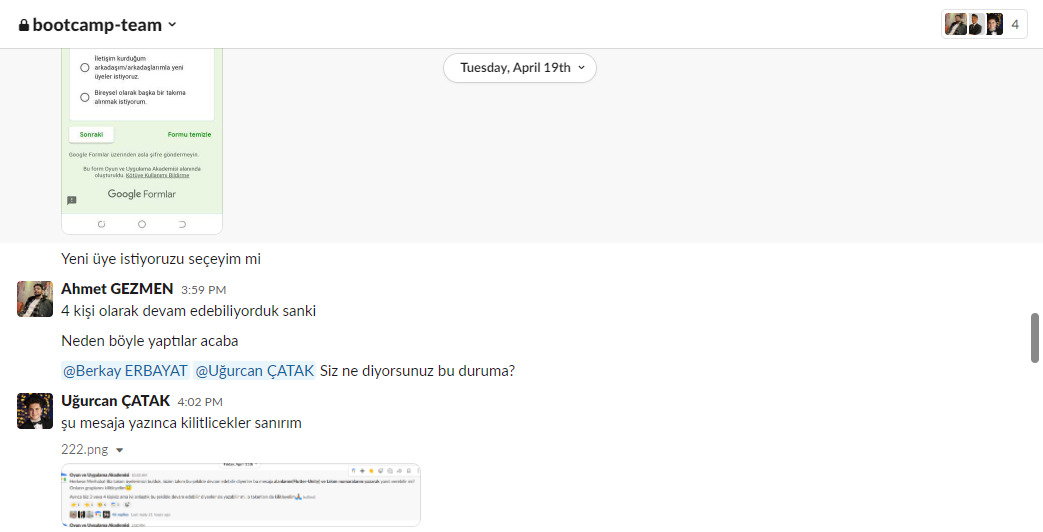 bootcamp-team
4
Tuesday, April 19th
İletişim kurduğum
arkadaşım/arkadaşlarımla yeni
üyeler istiyoruz.
Bireysel olarak başka bir takıma
alınmak istiyorum.
Sonraki
Formu temizle
Google Formlar üzerinden asla şifre göndermeyin.
Bu form Oyun ve Uygulama Akademisi alanında
oluşturuldu. Kötüye Kullanımı Bildirme
Google Formlar
Yeni üye istiyoruzu seçeyim mi
Ahmet GEZMEN 3:59 PM
4 kişi olarak devam edebiliyorduk sanki
Neden böyle yaptılar acaba
@Berkay ERBAYAT @Uğurcan ÇATAK Siz ne diyorsunuz bu duruma?
Uğurcan ÇATAK 4:02 PM
şu mesaja yazınca kilitlicekler sanırım
222.png
Oyun ve Uygulama Akademisi
Oyun ve Uygulama Akademisi